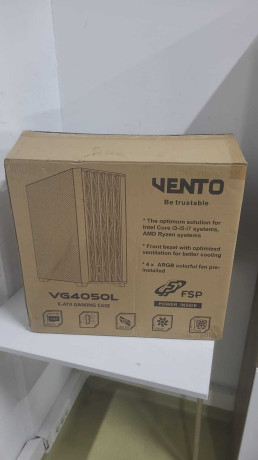 VENTO
Be trustable
* The optimum solution for
Intel Core i3-i5-i7 systems,
AMD Ryzen systems
* Front bezel with optimized
ventilation for better cooling
* 4 x ARGB colorful fan pre-
installed
VG4050L
E-ATX GAMING CASE
FSP
POWER INSIDE